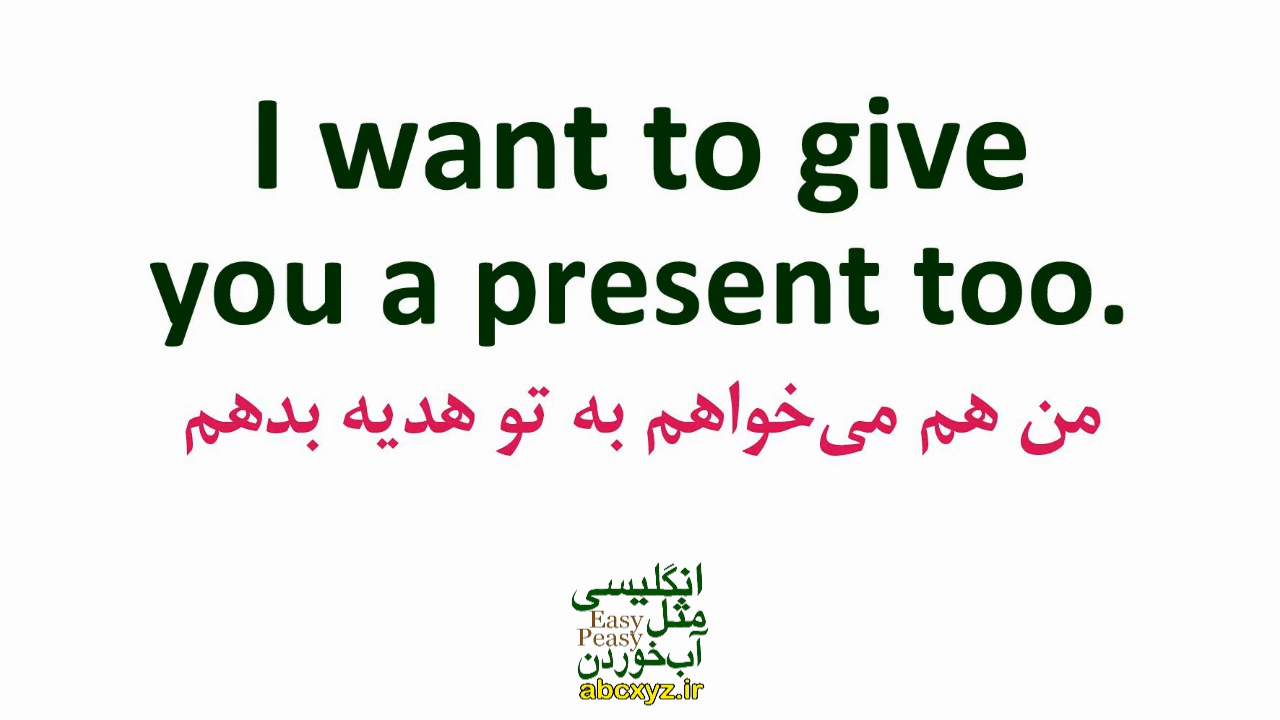 I want to give
you a present too.
من هم می‌خواهم به تو هدیه بدهم
انگلیسی
مثل
Easy
Peasy
آب‌خوردن
abcxyz.ir